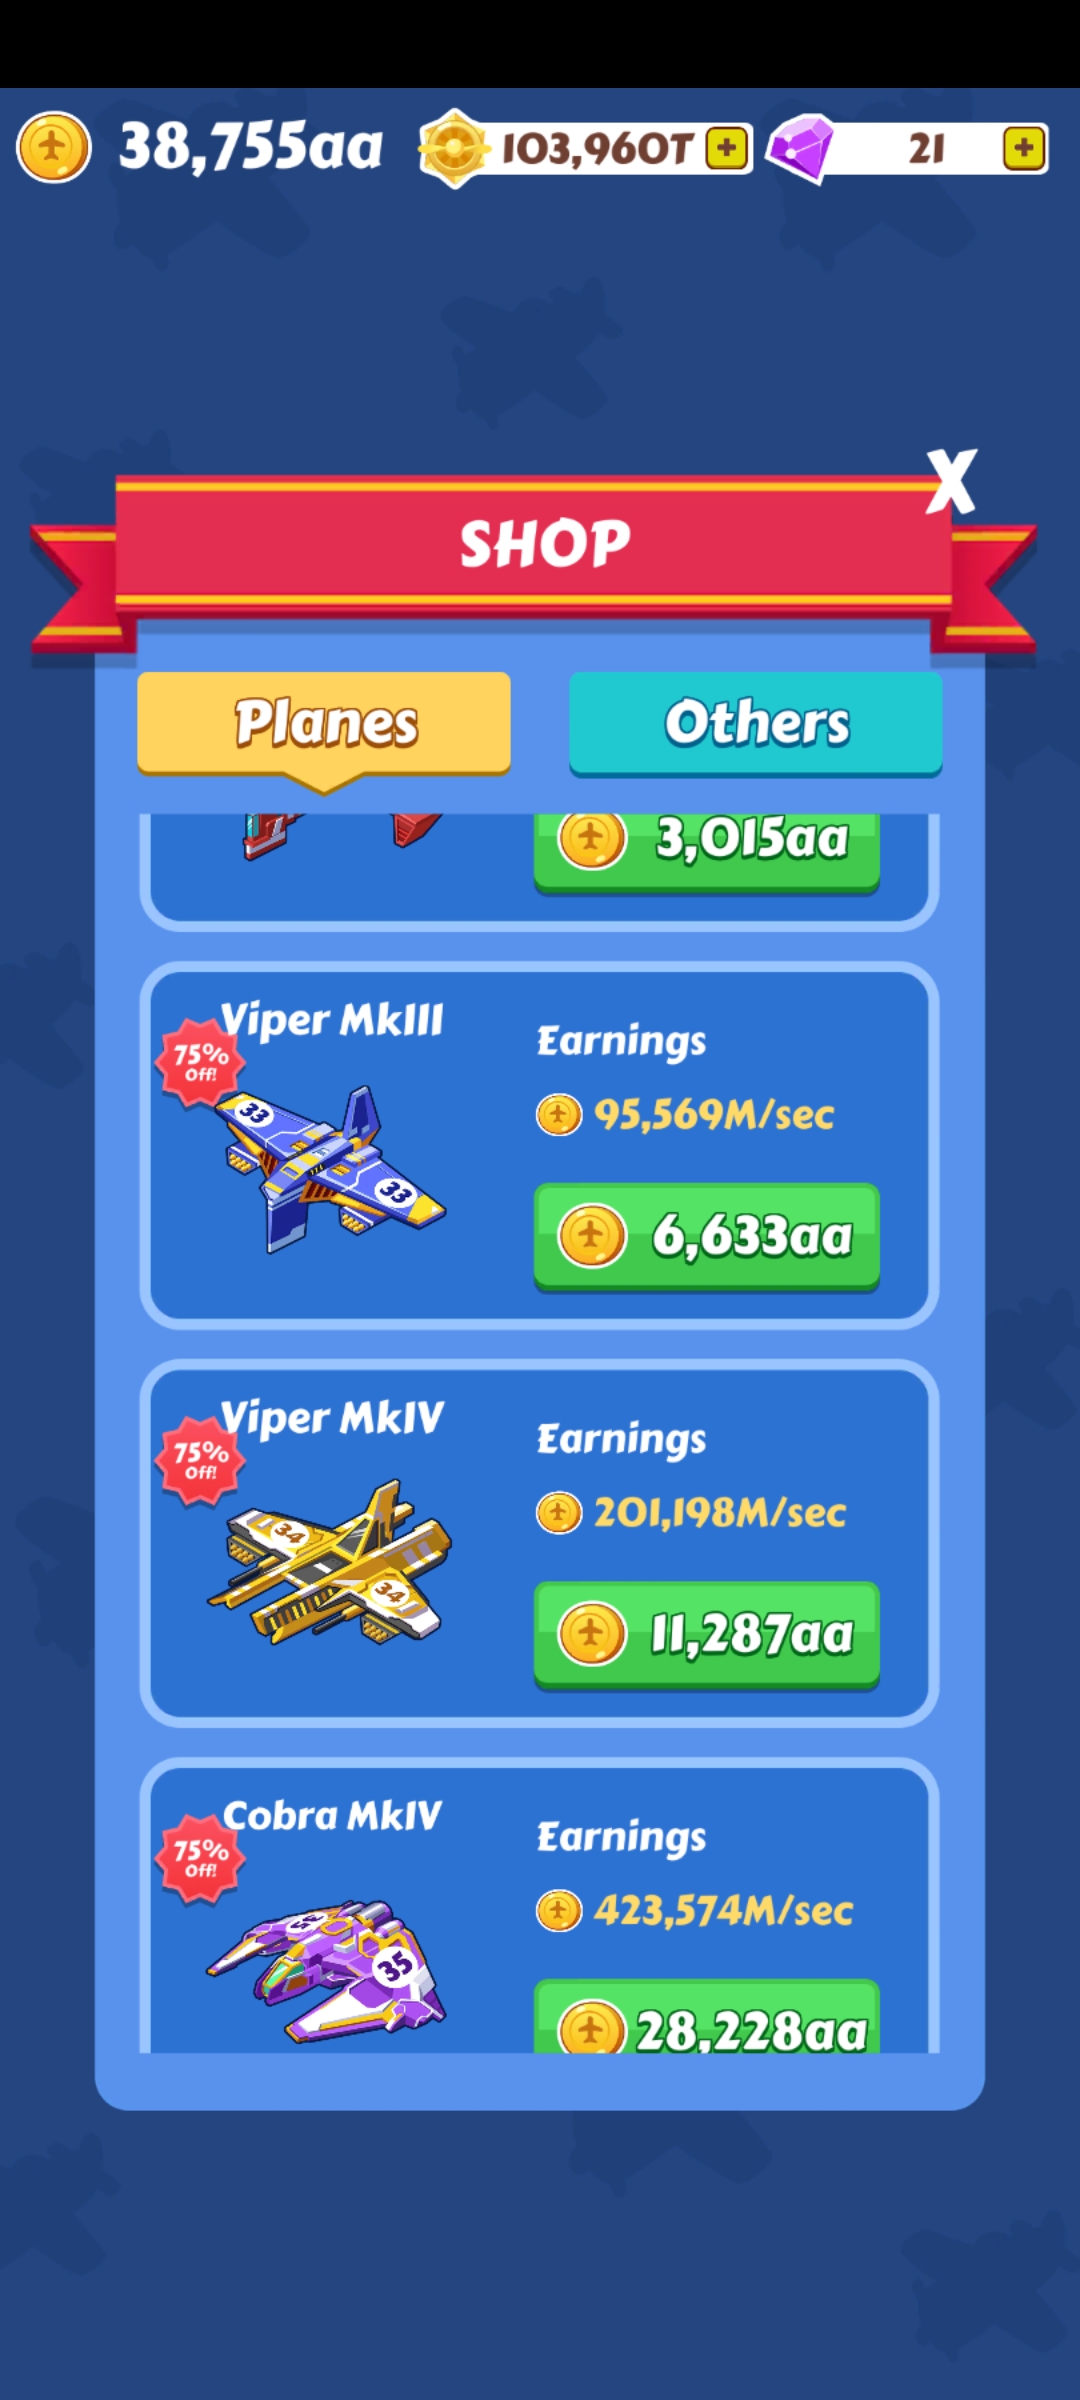 38,755aa 103,960T + 21 +
X
SHOP
Planes Others
3,015aa
Viper MkIII
75%
Off!
Earnings
95,569M/sec
33
33
6,633aa
Viper MkIV
75%
Off!
Earnings
201,198M/sec
34
34
11,287aa
Cobra MkIV
75%
Off!
Earnings
423,574M/sec
35
35
28,228aa